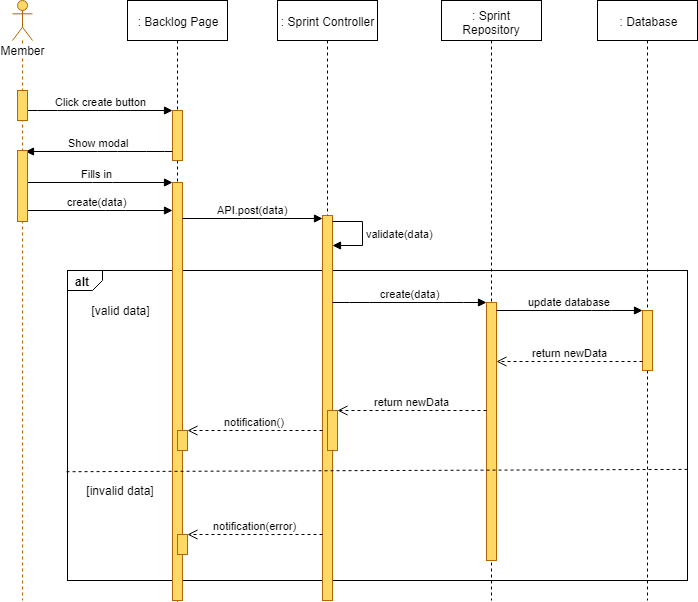 : Backlog Page
: Sprint Controller
: Sprint
Repository
: Database
Member
Click create button
Show modal
Fills in
create(data)
API.post(data)
validate(data)
alt
[valid data]
create(data)
update database
return newData
return newData
notification()
[invalid data]
notification(error)